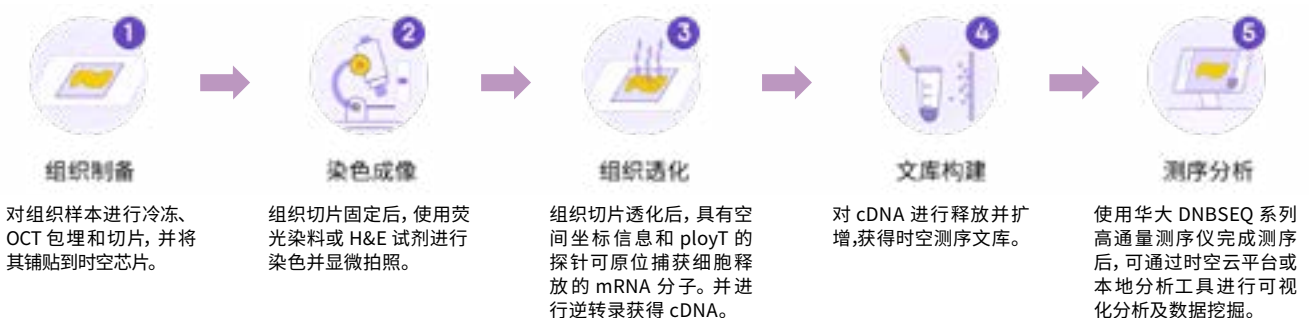 1
组织制备
对组织样本进行冷冻、
OCT 包埋和切片, 并将
其铺贴到时空芯片。
2
染色成像
组织切片固定后, 使用荧
光染料或 H&E 试剂进行
染色并显微拍照。
3
组织透化
组织切片透化后, 具有空
间坐标信息和 ployT 的
探针可原位捕获细胞释
放的 mRNA 分子。并进
行逆转录获得 cDNA。
4
文库构建
对 cDNA 进行释放并扩
增,获得时空测序文库。
5
测序分析
使用华大 DNBSEQ 系列
高通量测序仪完成测序
后, 可通过时空云平台或
本地分析工具进行可视
化分析及数据挖掘。